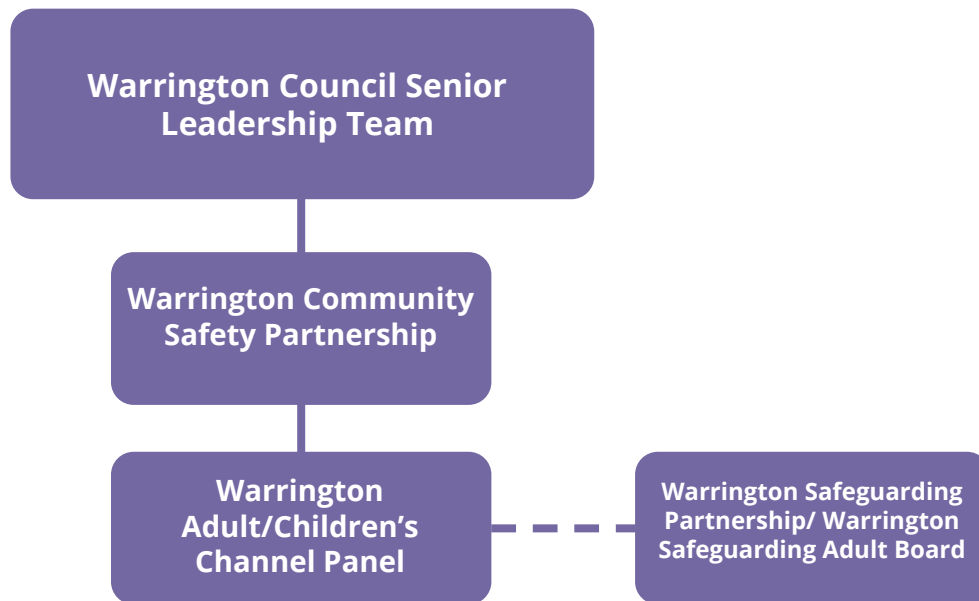 Warrington Council Senior
Leadership Team
Warrington Community
Safety Partnership
Warrington
Adult/Children’s
Channel Panel
Warrington Safeguarding
Partnership/ Warrington
Safeguarding Adult Board